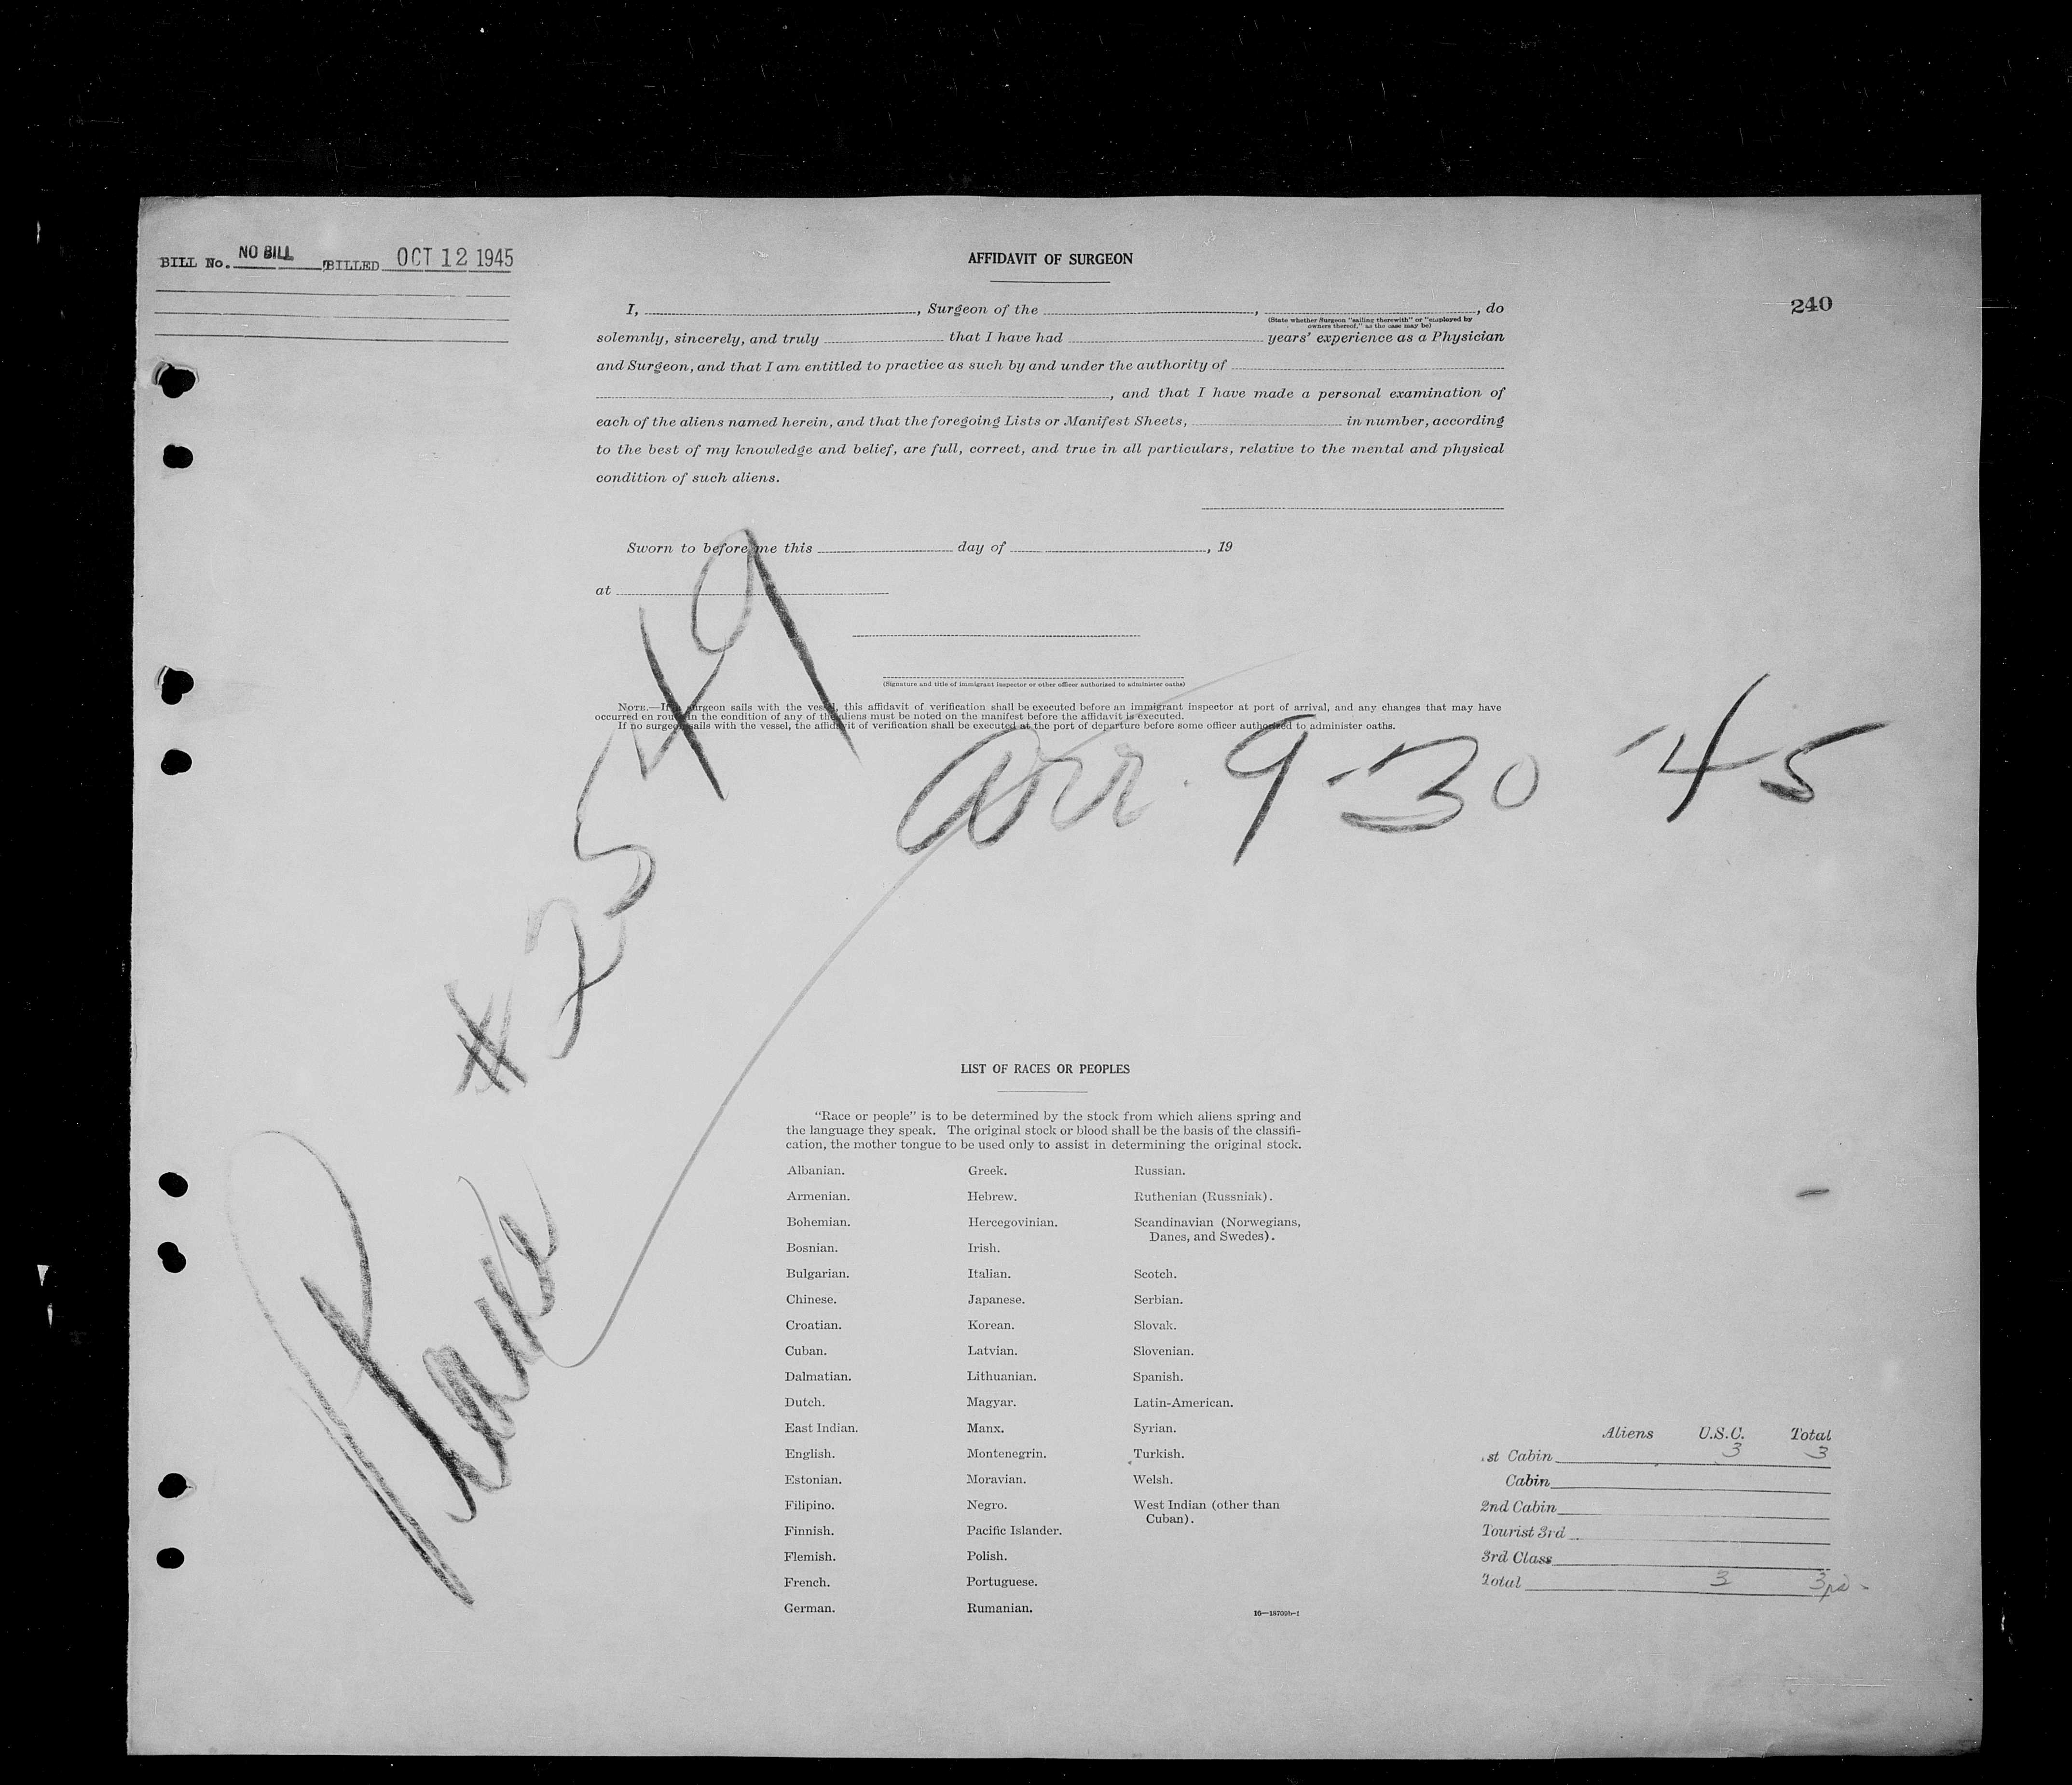 BILL No. NO BILL BILLED OCT 12 1945
AFFIDAVIT OF SURGEON
240
I, , Surgeon of the , , do
(State whether Surgeon "sailing therewith" or "employed by
owners thereof," as the case may be)
solemnly, sincerely, and truly that I have had years' experience as a Physician
and Surgeon, and that I am entitled to practice as such by and under the authority of
, and that I have made a personal examination of
each of the aliens named herein, and that the foregoing Lists or Manifest Sheets, in number, according
to the best of my knowledge and belief, are full, correct, and true in all particulars, relative to the mental and physical
condition of such aliens.
Sworn to before me this day of , 19
at
(Signature and title of immigrant inspector or other officer authorized to administer oaths)
NOTE.—If a surgeon sails with the vessel, this affidavit of verification shall be executed before an immigrant inspector at port of arrival, and any changes that may have
occurred en route in the condition of any of the aliens must be noted on the manifest before the affidavit is executed.
If no surgeon sails with the vessel, the affidavit of verification shall be executed at the port of departure before some officer authorized to administer oaths.
Plane #2549
arr. 9-30-45
LIST OF RACES OR PEOPLES
"Race or people" is to be determined by the stock from which aliens spring and
the language they speak. The original stock or blood shall be the basis of the classifi-
cation, the mother tongue to be used only to assist in determining the original stock.
Albanian.
Armenian.
Bohemian.
Bosnian.
Bulgarian.
Chinese.
Croatian.
Cuban.
Dalmatian.
Dutch.
East Indian.
English.
Estonian.
Filipino.
Finnish.
Flemish.
French.
German.
Greek.
Hebrew.
Hercegovinian.
Irish.
Italian.
Japanese.
Korean.
Latvian.
Lithuanian.
Magyar.
Manx.
Montenegrin.
Moravian.
Negro.
Pacific Islander.
Polish.
Portuguese.
Rumanian.
Russian.
Ruthenian (Russniak).
Scandinavian (Norwegians,
Danes, and Swedes).
Scotch.
Serbian.
Slovak.
Slovenian.
Spanish.
Latin-American.
Syrian.
Turkish.
Welsh.
West Indian (other than
Cuban).
Aliens U.S.C. Total
st Cabin 3 3
Cabin
2nd Cabin
Tourist 3rd
3rd Class
Total 3 3